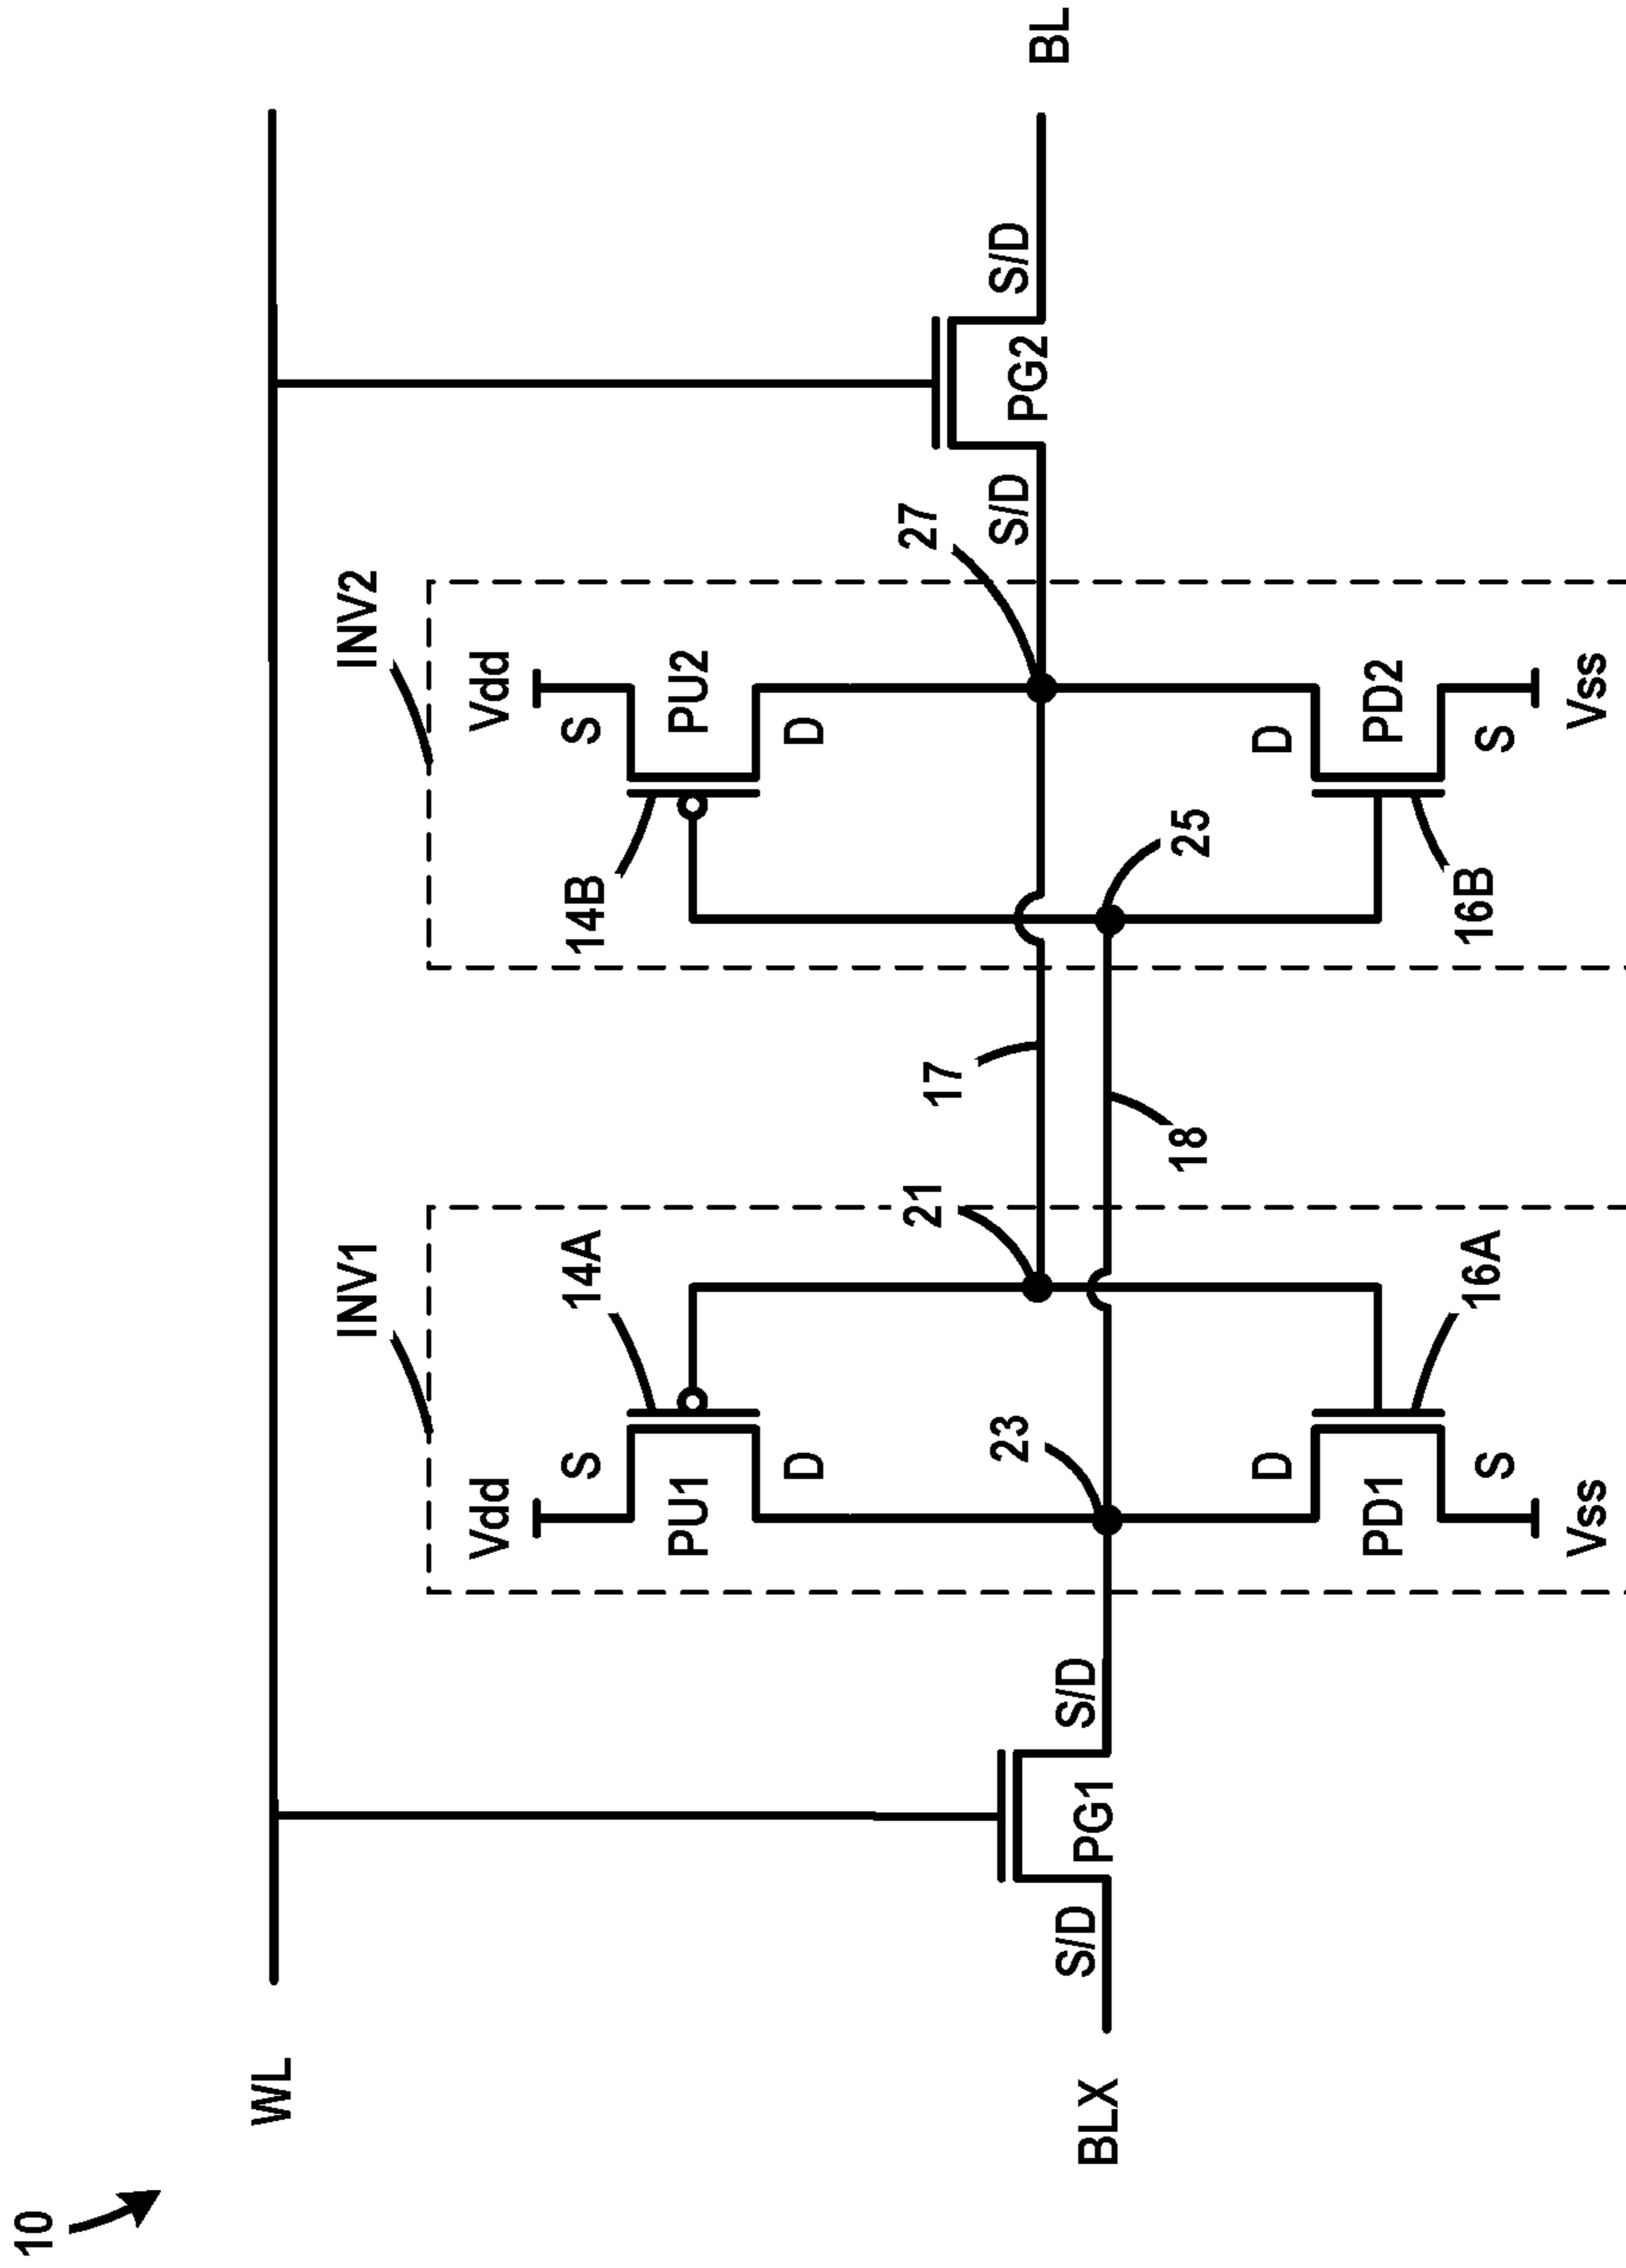 10
WL
INV1
INV2
Vdd
Vdd
S
14A
14B
S
PU1
PU2
D
D
21
17
27
23
S/D
S/D
BL
PG2
BLX
S/D
PG1
S/D
18
25
D
D
PD1
PD2
16A
16B
S
S
Vss
Vss